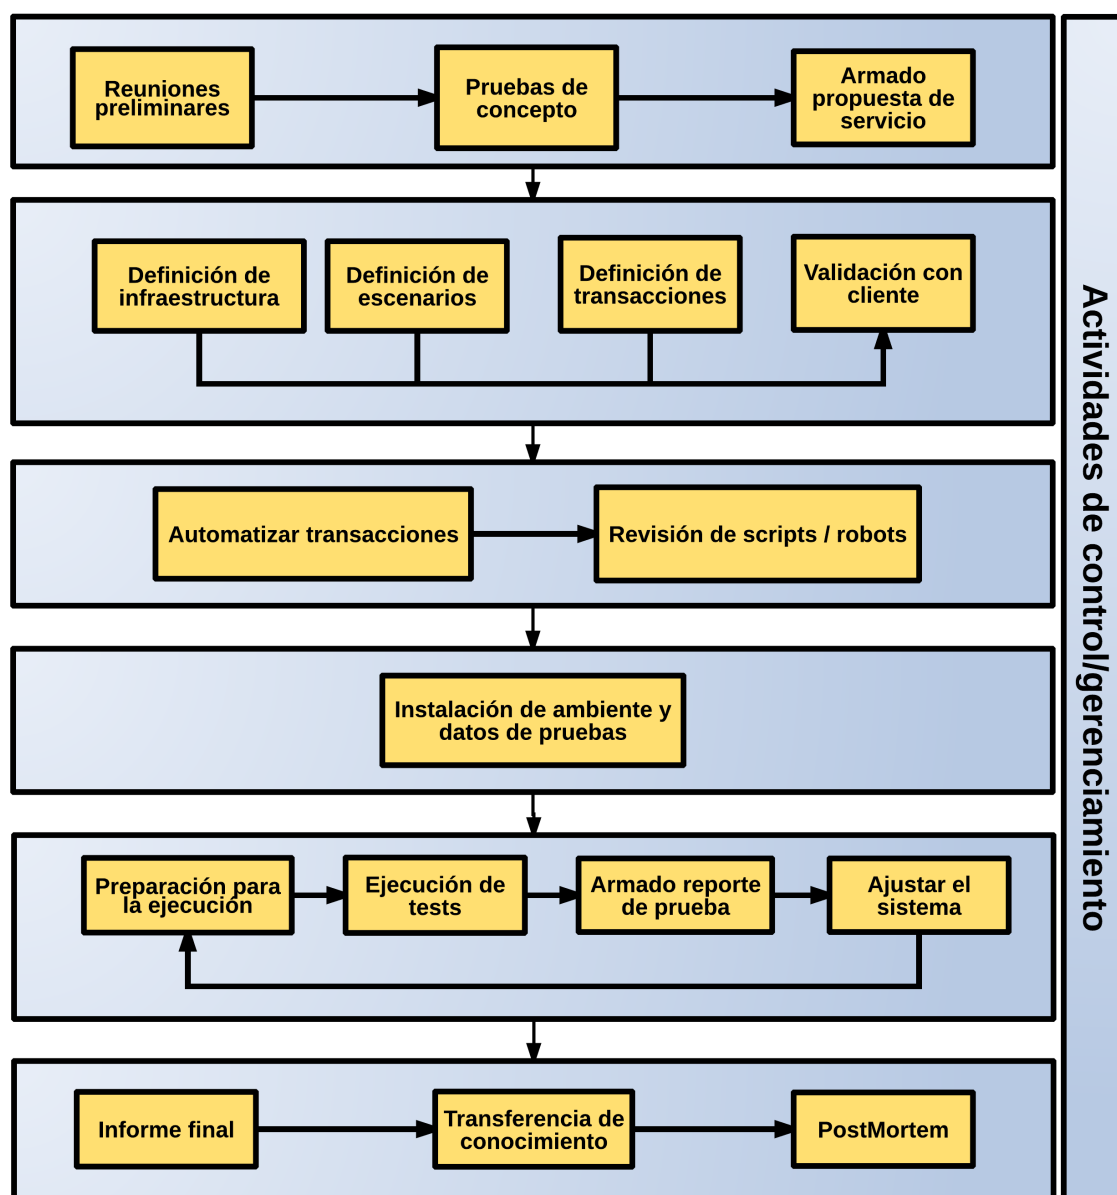 Reuniones
preliminares
Pruebas de
concepto
Armado
propuesta de
servicio
Definición de
infraestructura
Definición de
escenarios
Definición de
transacciones
Validación con
cliente
Automatizar transacciones
Revisión de scripts / robots
Instalación de ambiente y
datos de pruebas
Preparación para
la ejecución
Ejecución de
tests
Armado reporte
de prueba
Ajustar el
sistema
Informe final
Transferencia de
conocimiento
PostMortem
Actividades de control/gerenciamiento